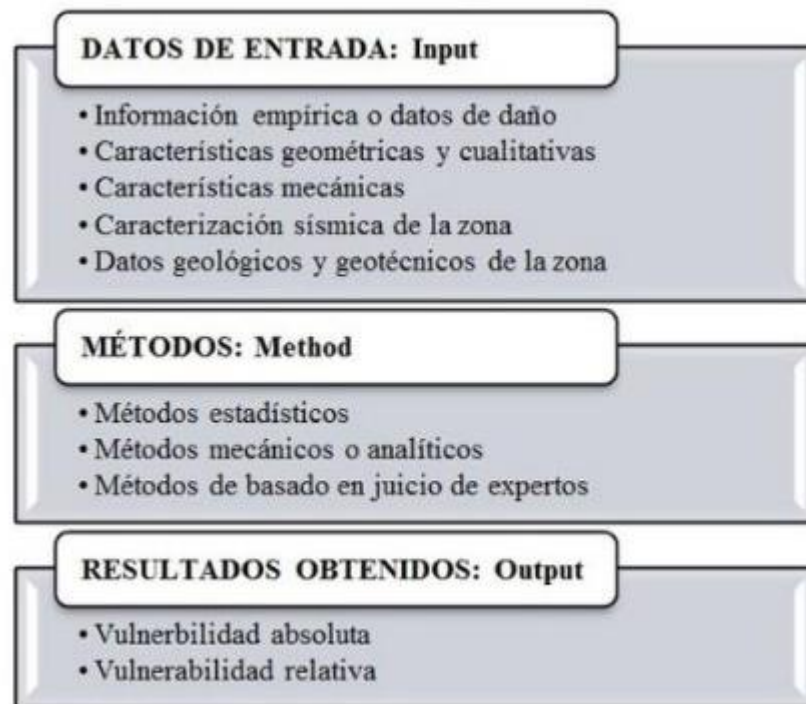 DATOS DE ENTRADA: Input
• Información empírica o datos de daño
• Características geométricas y cualitativas
• Características mecánicas
• Caracterización sísmica de la zona
• Datos geológicos y geotécnicos de la zona
MÉTODOS: Method
• Métodos estadísticos
• Métodos mecánicos o analíticos
• Métodos de basado en juicio de expertos
RESULTADOS OBTENIDOS: Output
• Vulnerbilidad absoluta
• Vulnerabilidad relativa